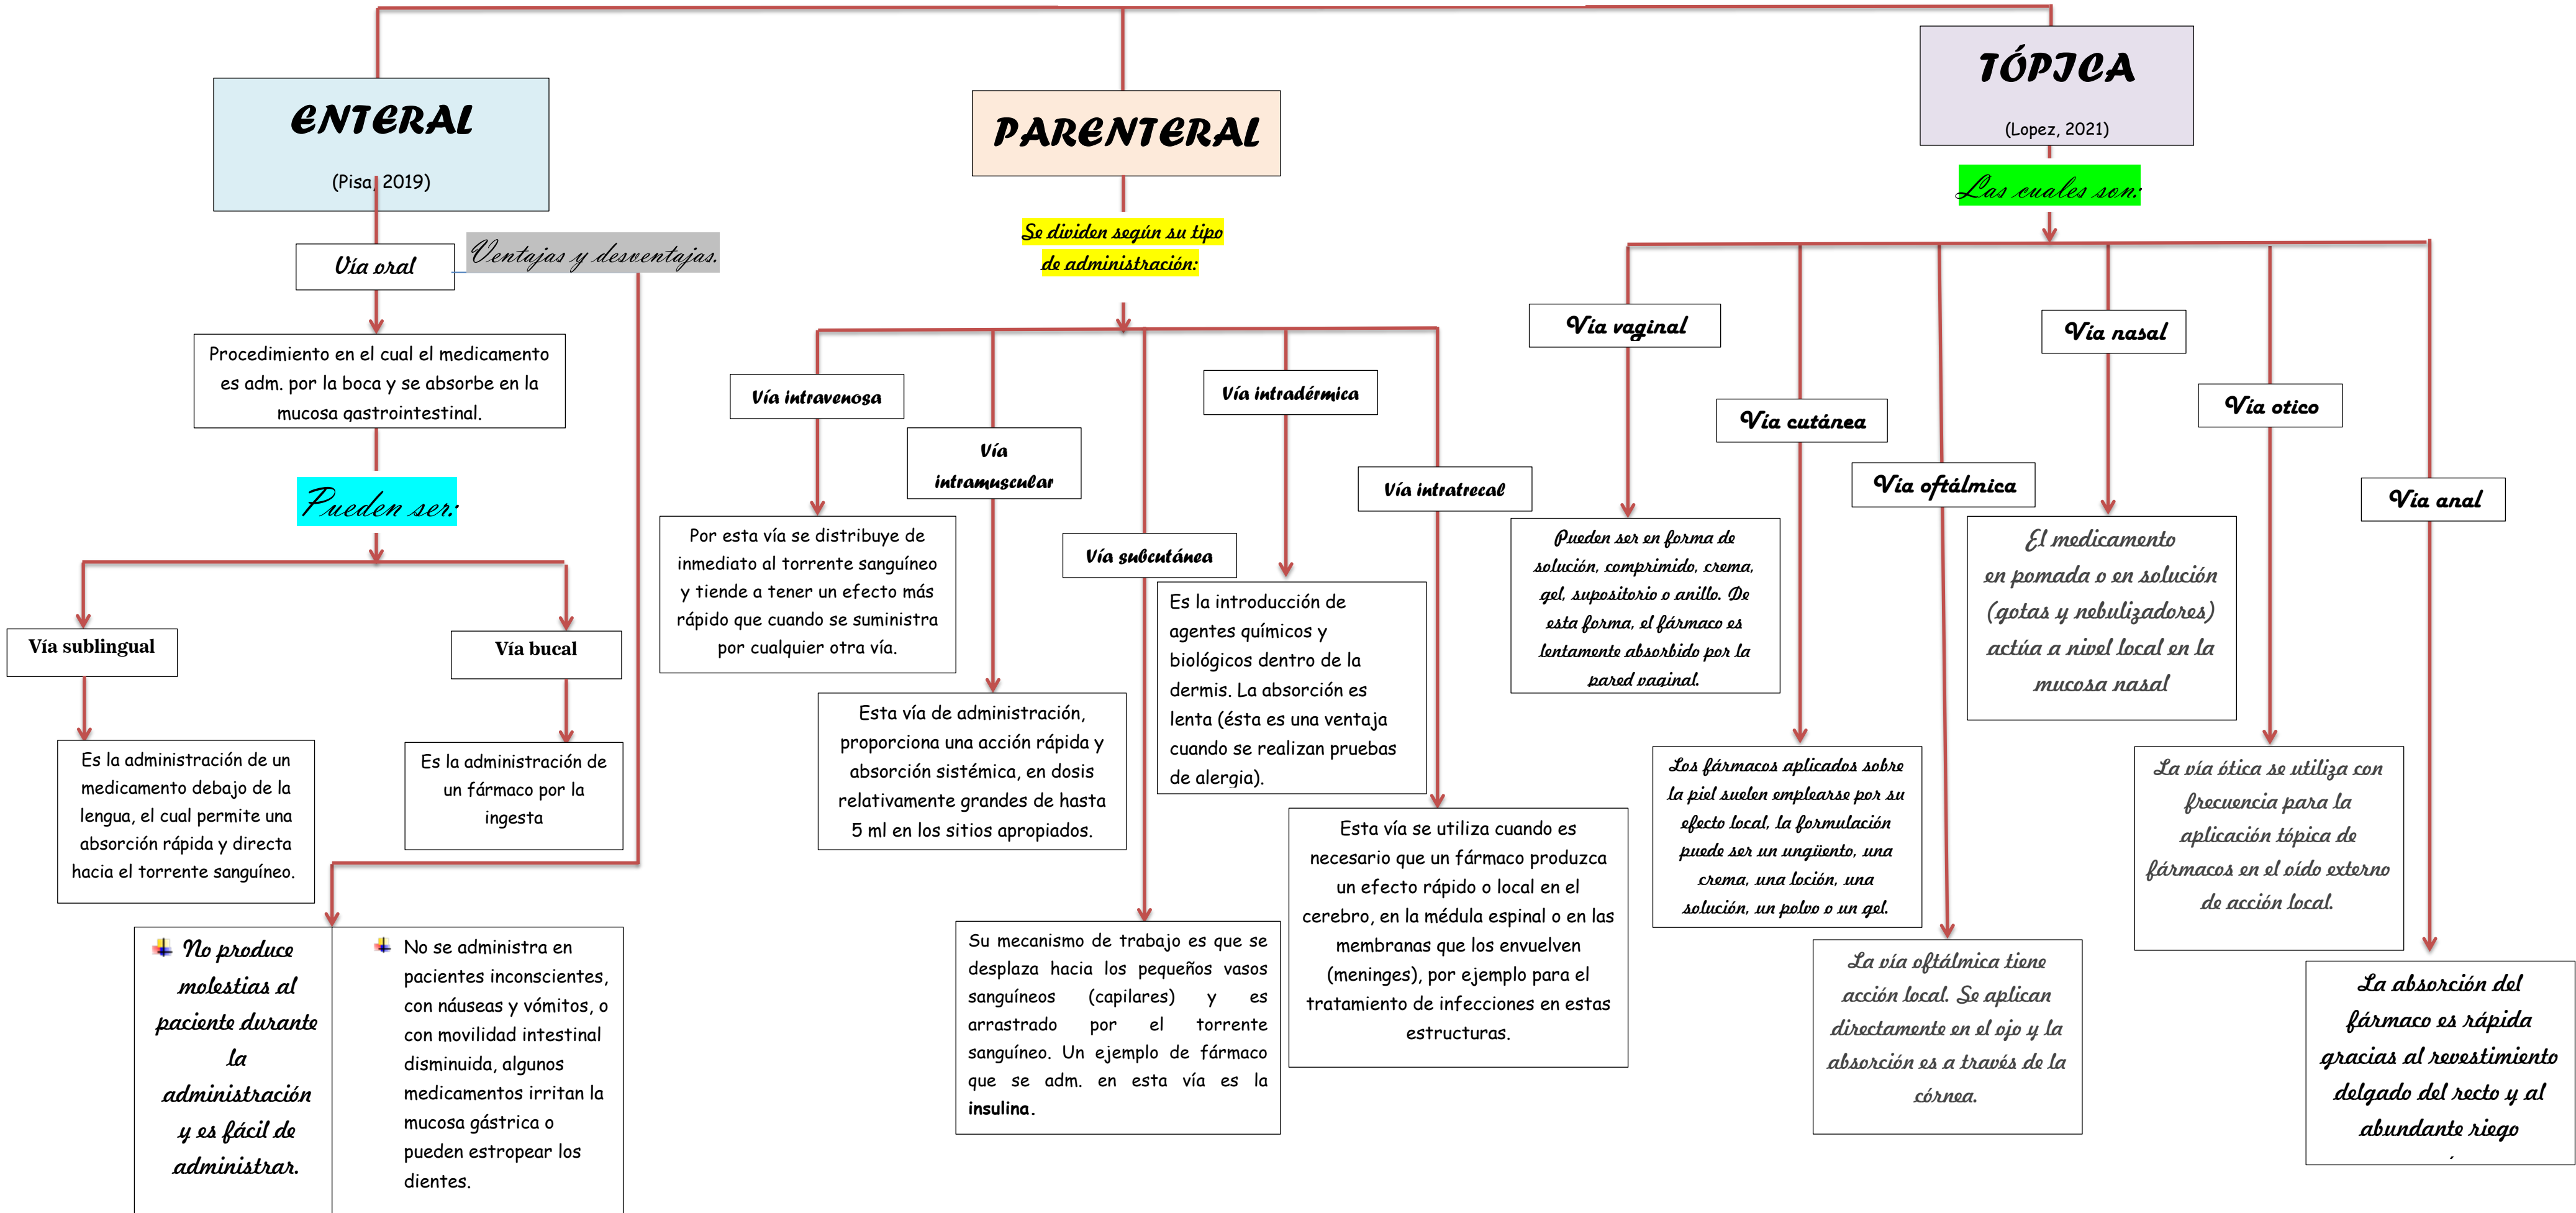 ENTERAL
(Pisa, 2019)
Vía oral
Ventajas y desventajas.
Procedimiento en el cual el medicamento
es adm. por la boca y se absorbe en la
mucosa gastrointestinal.
Pueden ser:
Vía sublingual
Es la administración de un
medicamento debajo de la
lengua, el cual permite una
absorción rápida y directa
hacia el torrente sanguíneo.
Vía bucal
Es la administración de
un fármaco por la
ingesta
No produce
molestias al
paciente durante
la
administración
y es fácil de
administrar.
No se administra en
pacientes inconscientes,
con náuseas y vómitos, o
con movilidad intestinal
disminuida, algunos
medicamentos irritan la
mucosa gástrica o
pueden estropear los
dientes.
PARENTERAL
Se dividen según su tipo
de administración:
Vía intravenosa
Por esta vía se distribuye de
inmediato al torrente sanguíneo
y tiende a tener un efecto más
rápido que cuando se suministra
por cualquier otra vía.
Vía
intramuscular
Esta vía de administración,
proporciona una acción rápida y
absorción sistémica, en dosis
relativamente grandes de hasta
5 ml en los sitios apropiados.
Vía subcutánea
Su mecanismo de trabajo es que se
desplaza hacia los pequeños vasos
sanguíneos (capilares) y es
arrastrado por el torrente
sanguíneo. Un ejemplo de fármaco
que se adm. en esta vía es la
insulina.
Vía intradérmica
Es la introducción de
agentes químicos y
biológicos dentro de la
dermis. La absorción es
lenta (ésta es una ventaja
cuando se realizan pruebas
de alergia).
Vía intratrecal
Esta vía se utiliza cuando es
necesario que un fármaco produzca
un efecto rápido o local en el
cerebro, en la médula espinal o en las
membranas que los envuelven
(meninges), por ejemplo para el
tratamiento de infecciones en estas
estructuras.
TÓPICA
(Lopez, 2021)
Las cuales son:
Vía vaginal
Pueden ser en forma de
solución, comprimido, crema,
gel, supositorio o anillo. De
esta forma, el fármaco es
lentamente absorbido por la
pared vaginal.
Vía cutánea
Los fármacos aplicados sobre
la piel suelen emplearse por su
efecto local, la formulación
puede ser un ungüento, una
crema, una loción, una
solución, un polvo o un gel.
Vía oftálmica
La vía oftálmica tiene
acción local. Se aplican
directamente en el ojo y la
absorción es a través de la
córnea.
Vía nasal
El medicamento
en pomada o en solución
(gotas y nebulizadores)
actúa a nivel local en la
mucosa nasal
Vía otico
La vía ótica se utiliza con
frecuencia para la
aplicación tópica de
fármacos en el oído externo
de acción local.
Vía anal
La absorción del
fármaco es rápida
gracias al revestimiento
delgado del recto y al
abundante riego